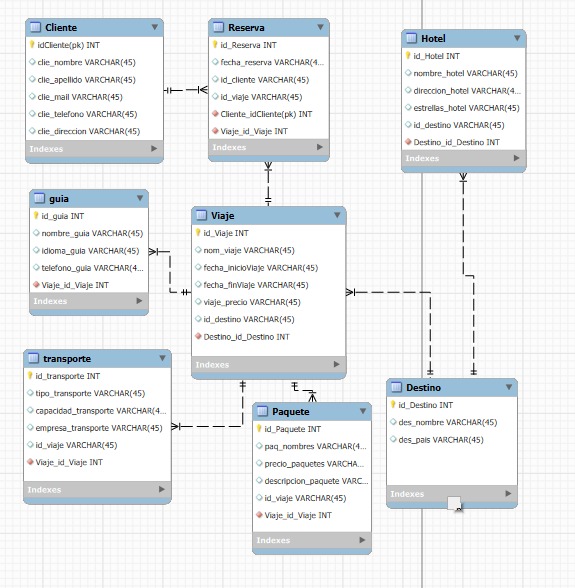 Cliente
idCliente(pk) INT
clie_nombre VARCHAR(45)
clie_apellido VARCHAR(45)
clie_mail VARCHAR(45)
clie_telefono VARCHAR(45)
clie_direccion VARCHAR(45)
Indexes
Reserva
id_Reserva INT
fecha_reserva VARCHAR(4...
id_cliente VARCHAR(45)
id_viaje VARCHAR(45)
Cliente_idCliente(pk) INT
Viaje_id_Viaje INT
Indexes
Hotel
id_Hotel INT
nombre_hotel VARCHAR(45)
direccion_hotel VARCHAR(4...
estrellas_hotel VARCHAR(45)
id_destino VARCHAR(45)
Destino_id_Destino INT
Indexes
guia
id_guia INT
nombre_guia VARCHAR(45)
idioma_guia VARCHAR(45)
telefono_guia VARCHAR(4...
Viaje_id_Viaje INT
Indexes
Viaje
id_Viaje INT
nom_viaje VARCHAR(45)
fecha_inicioViaje VARCHAR(45)
fecha_finViaje VARCHAR(45)
viaje_precio VARCHAR(45)
id_destino VARCHAR(45)
Destino_id_Destino INT
Indexes
transporte
id_transporte INT
tipo_transporte VARCHAR(45)
capacidad_transporte VARCHAR(4...
empresa_transporte VARCHAR(45)
id_viaje VARCHAR(45)
Viaje_id_Viaje INT
Indexes
Paquete
id_Paquete INT
paq_nombres VARCHAR(4...
precio_paquetes VARCHA...
descripcion_paquete VARC...
id_viaje VARCHAR(45)
Viaje_id_Viaje INT
Indexes
Destino
id_Destino INT
des_nombre VARCHAR(45)
des_pais VARCHAR(45)
Indexes